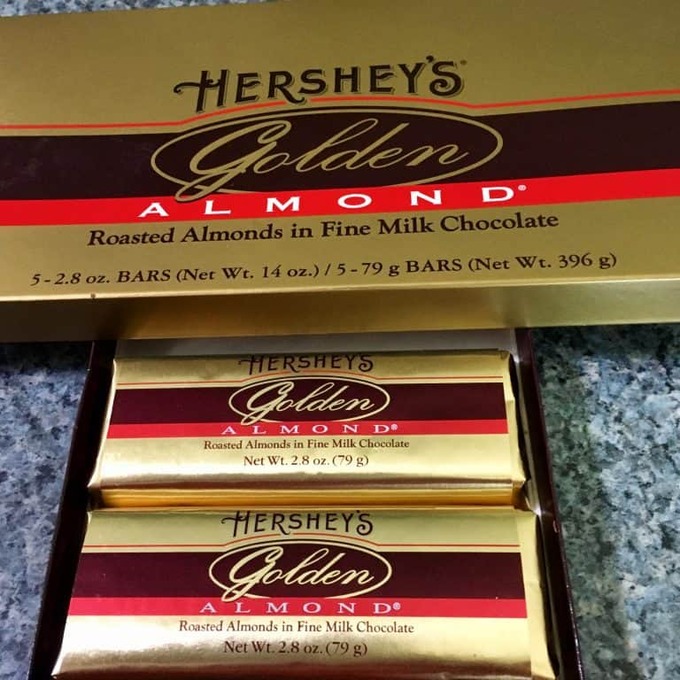 HERSHEY'S
Golden
ALMOND®
Roasted Almonds in Fine Milk Chocolate
5-2.8 oz. BARS (Net Wt. 14 oz.) / 5-79 g BARS (Net Wt. 396 g)
HERSHEY'S
Golden
ALMOND®
Roasted Almonds in Fine Milk Chocolate
Net Wt. 2.8 oz. (79 g)
HERSHEY'S
Golden
ALMOND®
Roasted Almonds in Fine Milk Chocolate
Net Wt. 2.8 oz. (79 g)